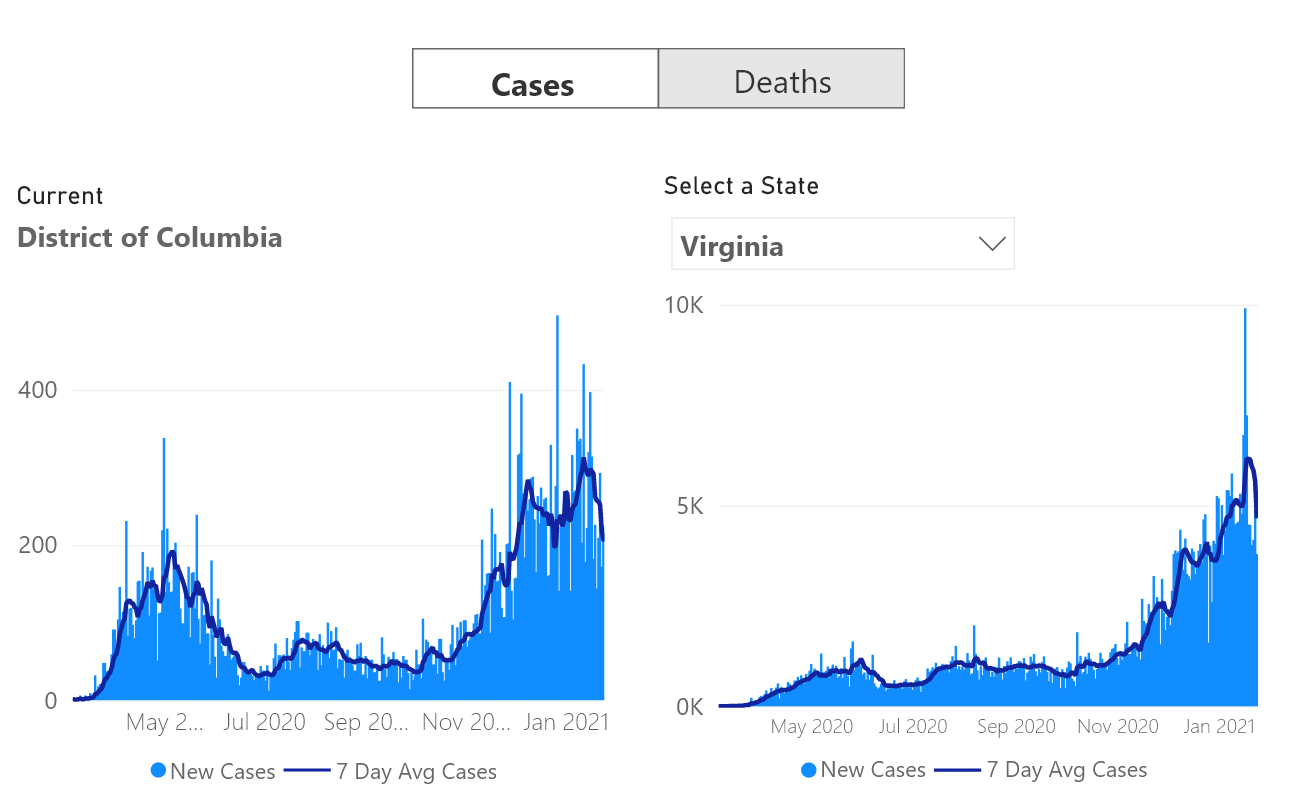 Cases
Deaths
Current
District of Columbia
400
200
0
May 2... Jul 2020 Sep 20... Nov 20... Jan 2021
New Cases 7 Day Avg Cases
Select a State
Virginia
10K
5K
0K
May 2020 Jul 2020 Sep 2020 Nov 2020 Jan 2021
New Cases 7 Day Avg Cases